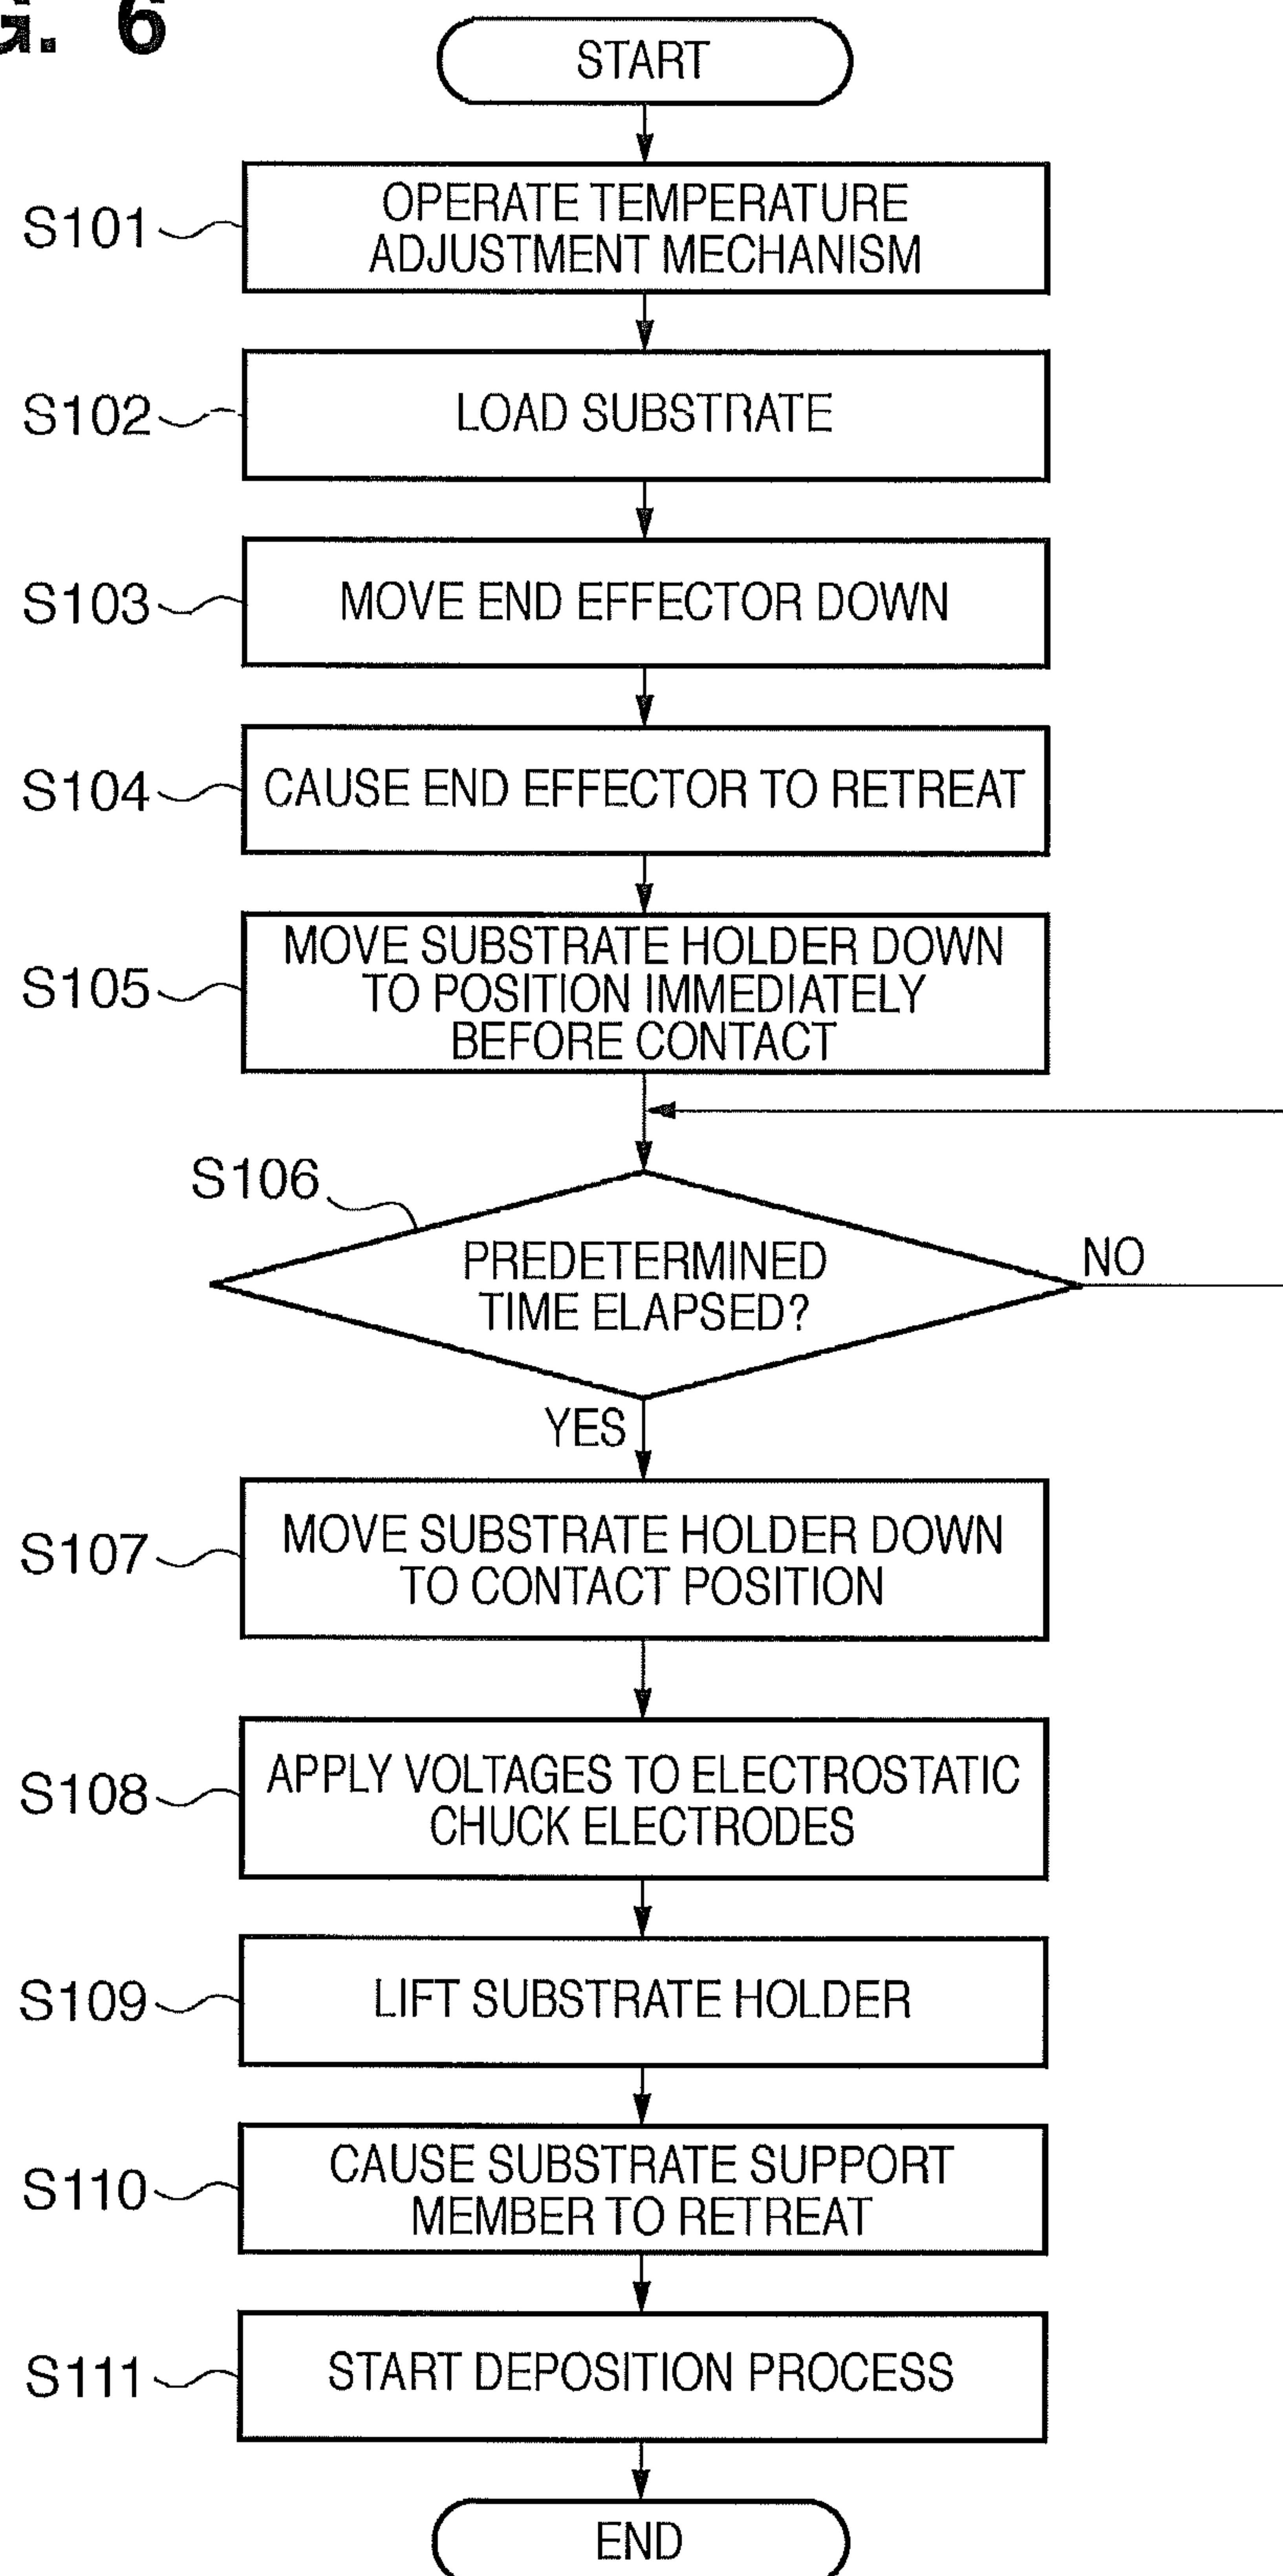 G. 6
START
S101
OPERATE TEMPERATURE
ADJUSTMENT MECHANISM
S102
LOAD SUBSTRATE
S103
MOVE END EFFECTOR DOWN
S104
CAUSE END EFFECTOR TO RETREAT
S105
MOVE SUBSTRATE HOLDER DOWN
TO POSITION IMMEDIATELY
BEFORE CONTACT
S106
PREDETERMINED
TIME ELAPSED?
NO
YES
S107
MOVE SUBSTRATE HOLDER DOWN
TO CONTACT POSITION
S108
APPLY VOLTAGES TO ELECTROSTATIC
CHUCK ELECTRODES
S109
LIFT SUBSTRATE HOLDER
S110
CAUSE SUBSTRATE SUPPORT
MEMBER TO RETREAT
S111
START DEPOSITION PROCESS
END